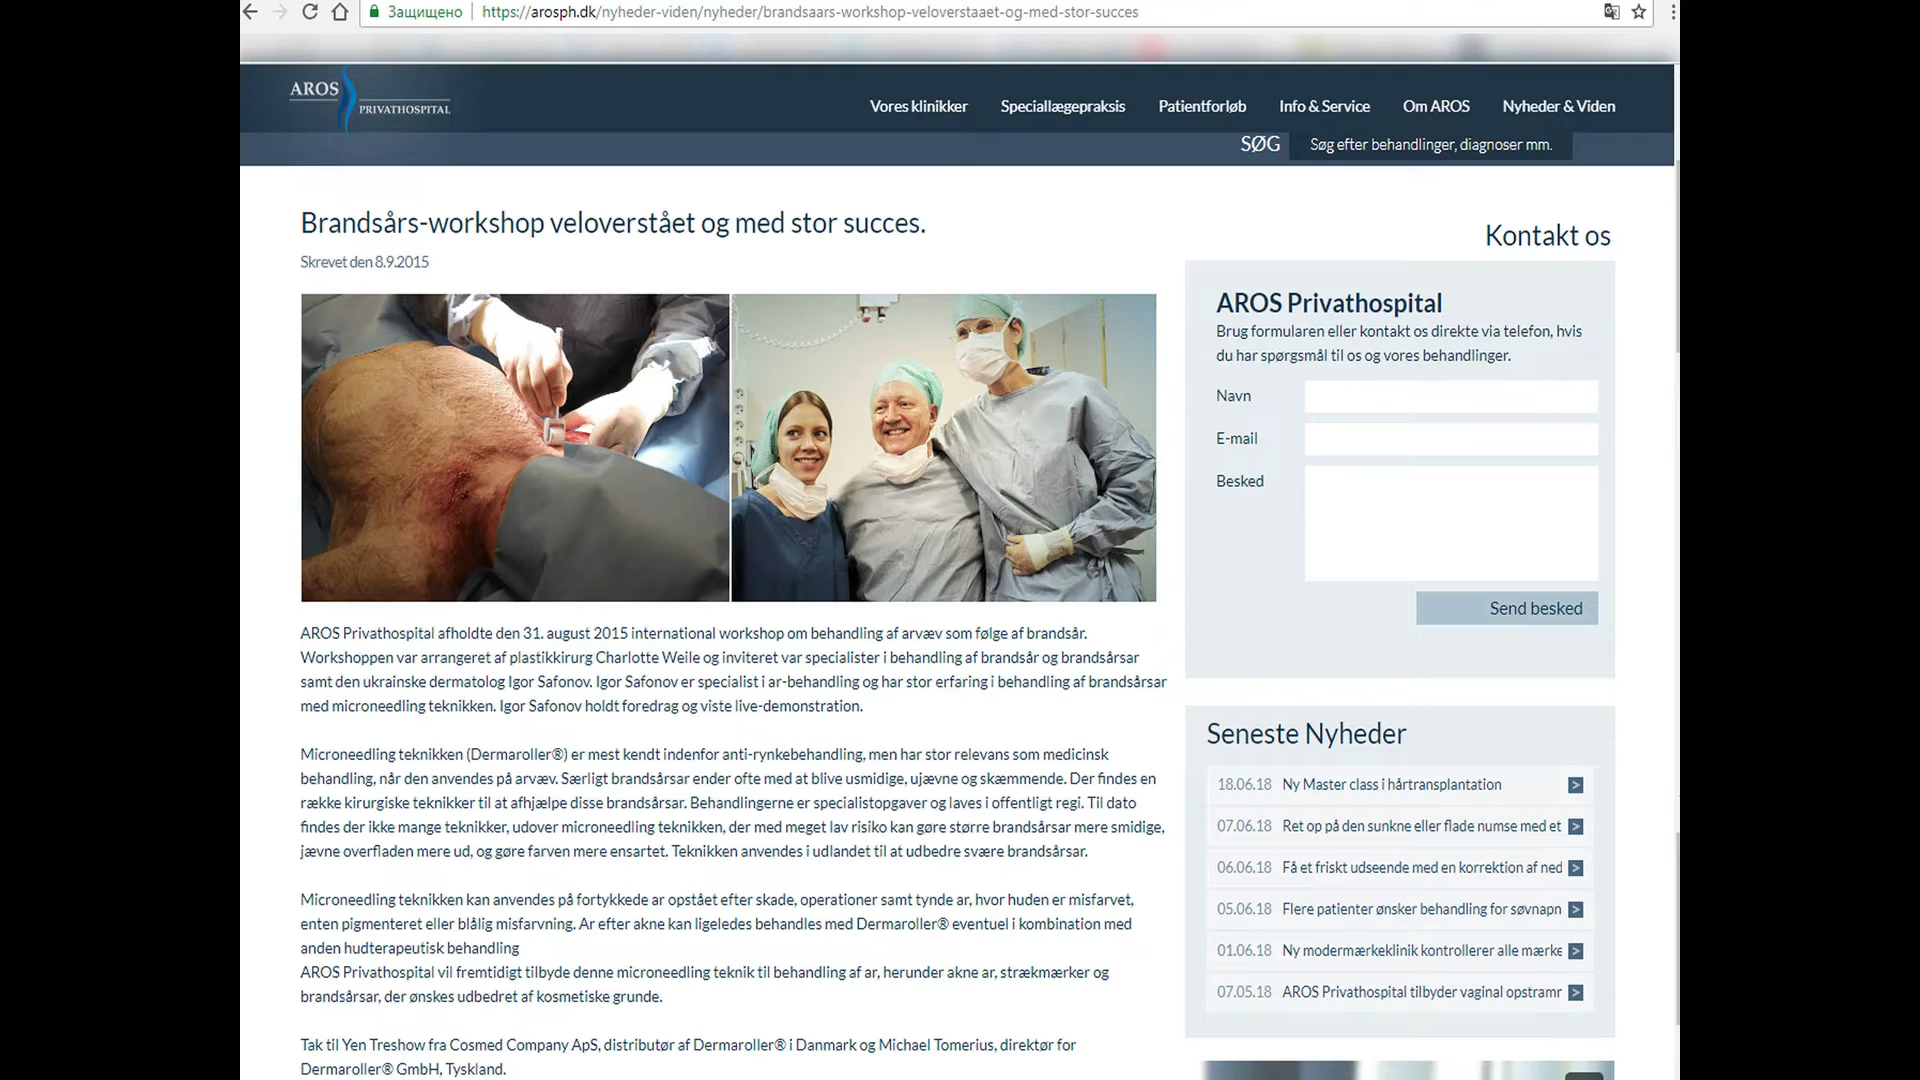 Защищено
https://arosph.dk/nyheder-viden/nyheder/brandsaars-workshop-veloverstaaet-og-med-stor-succes
AROS
PRIVATHOSPITAL
Vores klinikker
Speciallægepraksis
Patientforløb
Info & Service
Om AROS
Nyheder & Viden
SØG
Søg efter behandlinger, diagnoser mm.
Brandsårs-workshop veloverstået og med stor succes.
Skrevet den 8.9.2015
AROS Privathospital afholdte den 31. august 2015 international workshop om behandling af arvæv som følge af brandsår.
Workshoppen var arrangeret af plastikkirurg Charlotte Weile og inviteret var specialister i behandling af brandsår og brandsårsar
samt den ukrainske dermatolog Igor Safonov. Igor Safonov er specialist i ar-behandling og har stor erfaring i behandling af brandsårsar
med microneedling teknikken. Igor Safonov holdt foredrag og viste live-demonstration.
Microneedling teknikken (Dermaroller®) er mest kendt indenfor anti-rynkebehandling, men har stor relevans som medicinsk
behandling, når den anvendes på arvæv. Særligt brandsårsar ender ofte med at blive usmidige, ujævne og skæmmende. Der findes en
række kirurgiske teknikker til at afhjælpe disse brandsårsar. Behandlingerne er specialistopgaver og laves i offentligt regi. Til dato
findes der ikke mange teknikker, udover microneedling teknikken, der med meget lav risiko kan gøre større brandsårsar mere smidige,
jævne overfladen mere ud, og gøre farven mere ensartet. Teknikken anvendes i udlandet til at udbedre svære brandsårsar.
Microneedling teknikken kan anvendes på fortykkede ar opstået efter skade, operationer samt tynde ar, hvor huden er misfarvet,
enten pigmenteret eller blålig misfarvning. Ar efter akne kan ligeledes behandles med Dermaroller® eventuel i kombination med
anden hudterapeutisk behandling
AROS Privathospital vil fremtidigt tilbyde denne microneedling teknik til behandling af ar, herunder akne ar, strækmærker og
brandsårsar, der ønskes udbedret af kosmetiske grunde.
Tak til Yen Treshow fra Cosmed Company ApS, distributør af Dermaroller® i Danmark og Michael Tomerius, direktør for
Dermaroller® GmbH, Tyskland.
Kontakt os
AROS Privathospital
Brug formularen eller kontakt os direkte via telefon, hvis
du har spørgsmål til os og vores behandlinger.
Navn
E-mail
Besked
Send besked
Seneste Nyheder
18.06.18 Ny Master class i hårtransplantation
07.06.18 Ret op på den sunkne eller flade numse med et
06.06.18 Få et friskt udseende med en korrektion af ned
05.06.18 Flere patienter ønsker behandling for søvnapn
01.06.18 Ny modermærkeklinik kontrollerer alle mærke
07.05.18 AROS Privathospital tilbyder vaginal opstramr